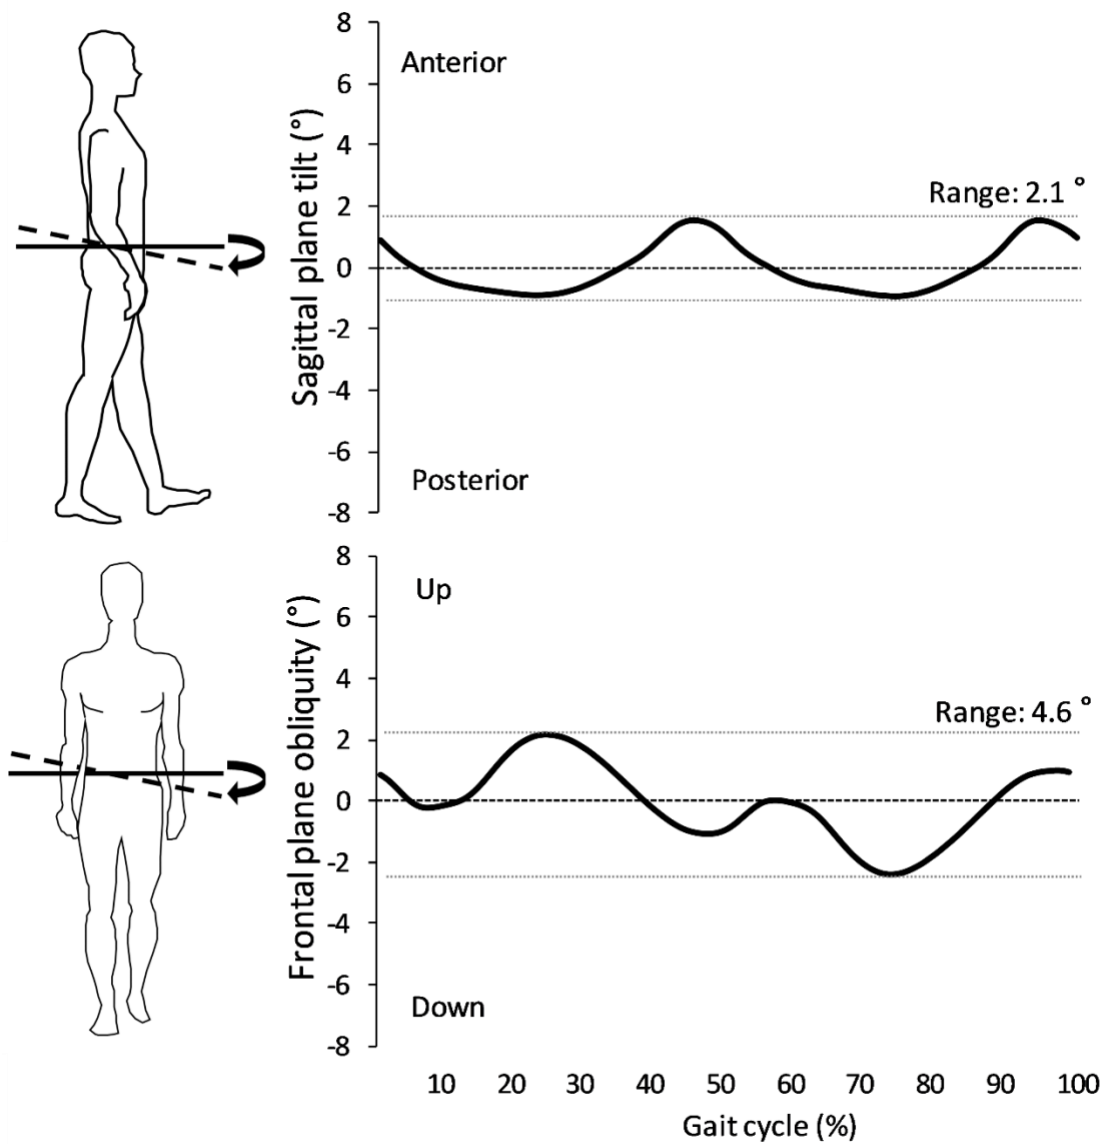 8
Anterior
6
4
Range: 2.1 °
2
0
-2
-4
-6
Posterior
-8
Sagittal plane tilt (°)
8
Up
6
4
Range: 4.6 °
2
0
-2
-4
-6
Down
-8
Frontal plane obliquity (°)
10 20 30 40 50 60 70 80 90 100
Gait cycle (%)